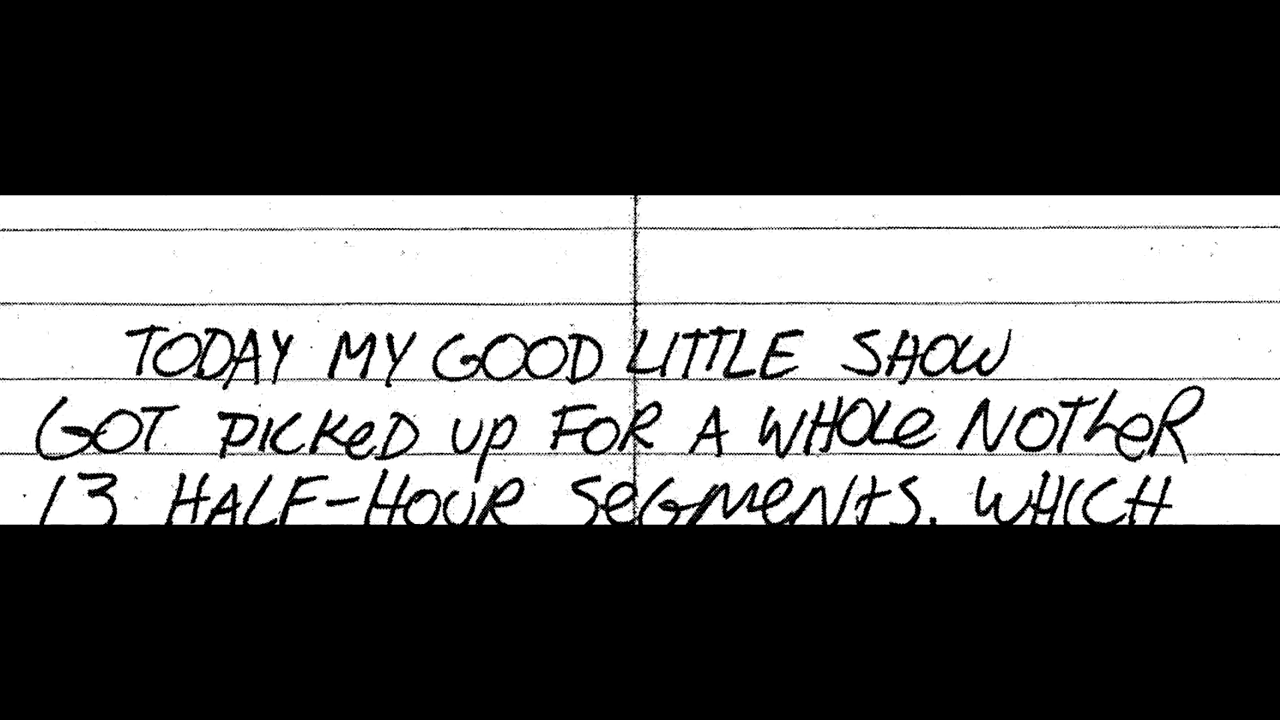 TODAY MY GOOD LITTLE SHOW
GOT PICKeD UP FOR A WHOLe NOTHeR
13 HALF-HOUR SeGMeNtS. WHICH